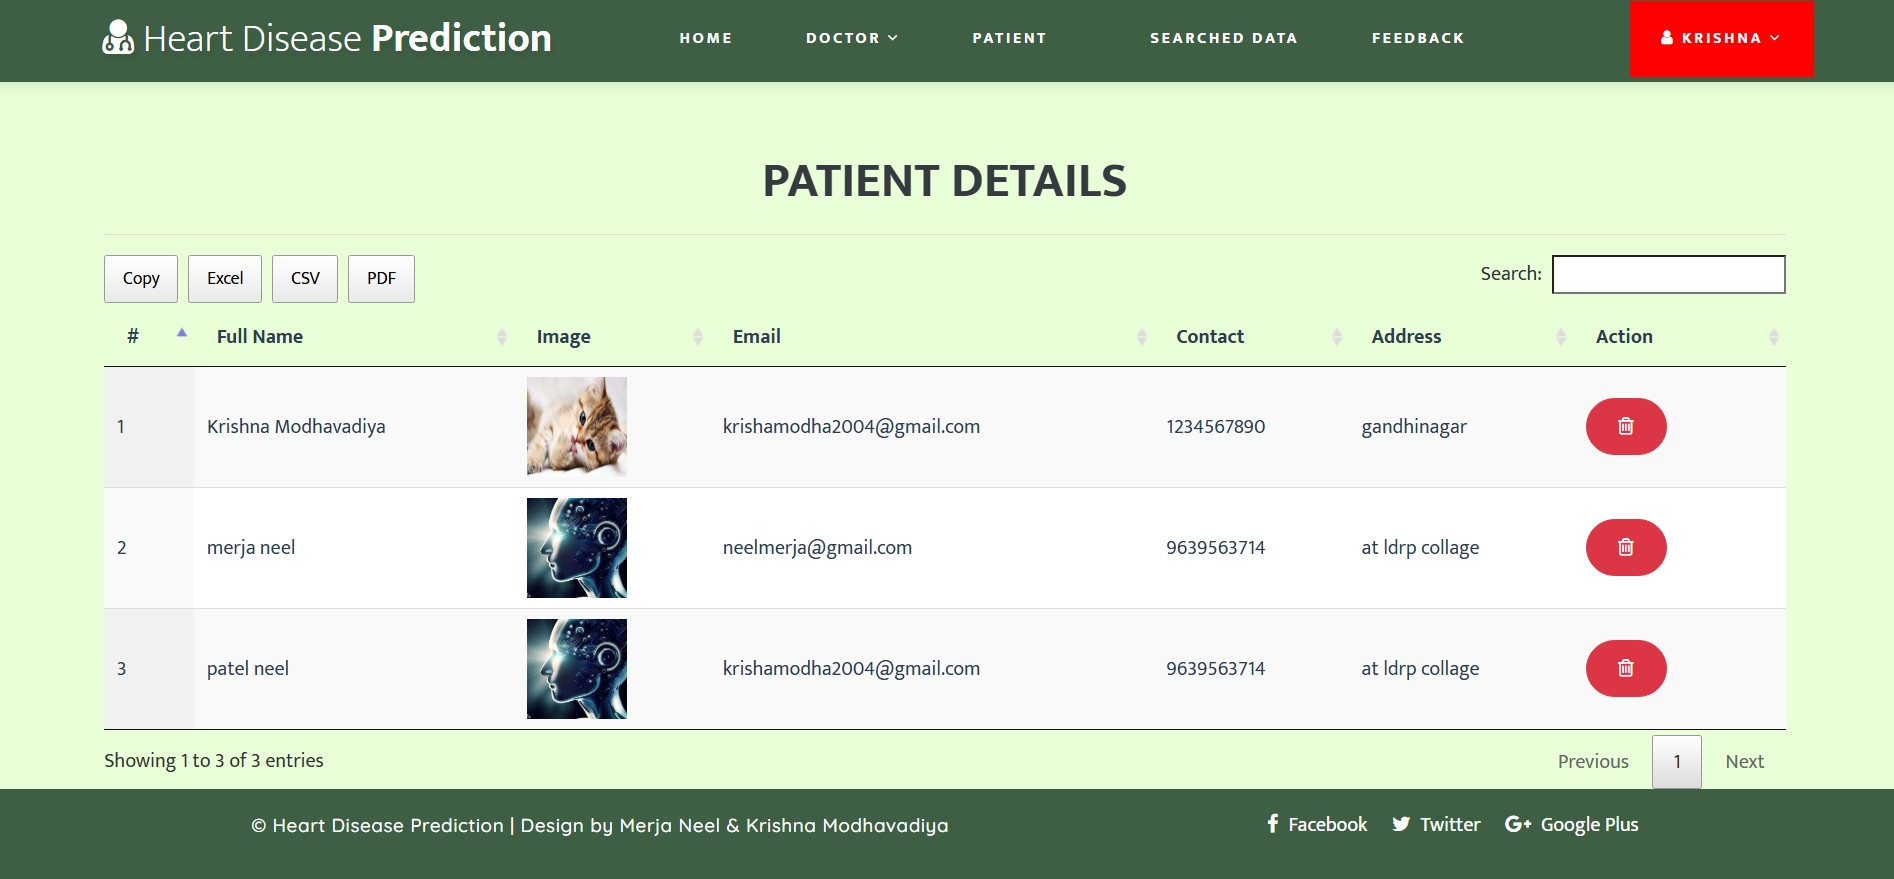 Heart Disease Prediction HOME DOCTOR PATIENT SEARCHED DATA FEEDBACK KRISHNA
PATIENT DETAILS
Copy Excel CSV PDF Search:
# Full Name Image Email Contact Address Action
1 Krishna Modhavadiya krishamodha2004@gmail.com 1234567890 gandhinagar
2 merja neel neelmerja@gmail.com 9639563714 at ldrp collage
3 patel neel krishamodha2004@gmail.com 9639563714 at ldrp collage
Showing 1 to 3 of 3 entries Previous 1 Next
© Heart Disease Prediction | Design by Merja Neel & Krishna Modhavadiya Facebook Twitter Google Plus